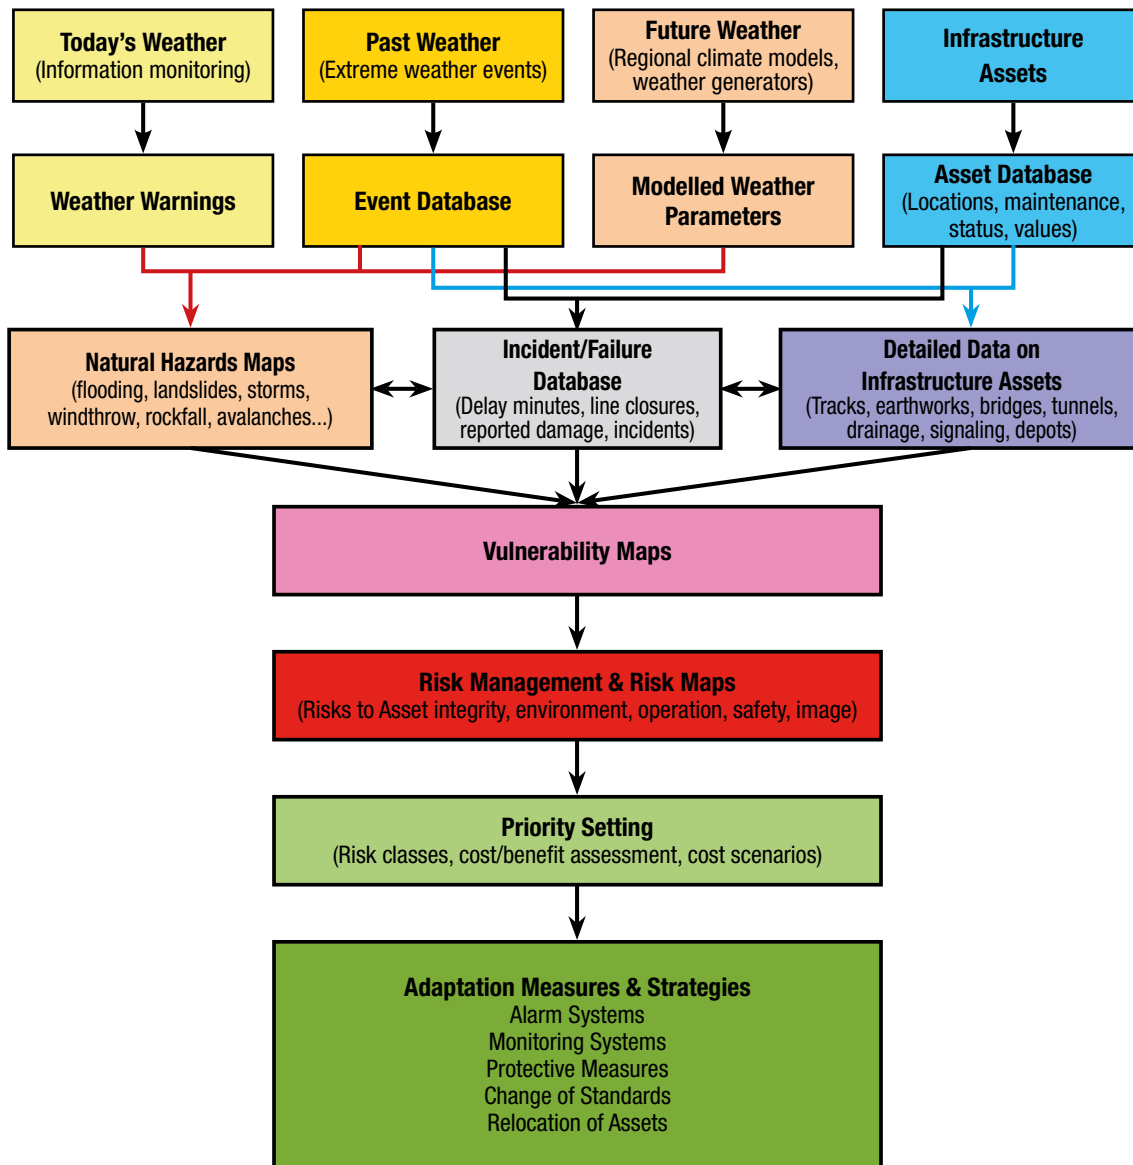 Today's Weather
(Information monitoring)
Past Weather
(Extreme weather events)
Future Weather
(Regional climate models,
weather generators)
Infrastructure
Assets
Weather Warnings
Event Database
Modelled Weather
Parameters
Asset Database
(Locations, maintenance,
status, values)
Natural Hazards Maps
(flooding, landslides, storms,
windthrow, rockfall, avalanches...)
Incident/Failure
Database
(Delay minutes, line closures,
reported damage, incidents)
Detailed Data on
Infrastructure Assets
(Tracks, earthworks, bridges, tunnels,
drainage, signaling, depots)
Vulnerability Maps
Risk Management & Risk Maps
(Risks to Asset integrity, environment, operation, safety, image)
Priority Setting
(Risk classes, cost/benefit assessment, cost scenarios)
Adaptation Measures & Strategies
Alarm Systems
Monitoring Systems
Protective Measures
Change of Standards
Relocation of Assets